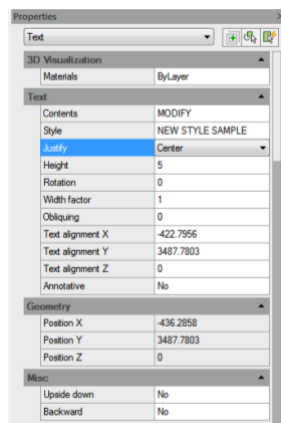 Properties
Text
3D Visualization
Materials ByLayer
Text
Contents MODIFY
Style NEW STYLE SAMPLE
Justify Center
Height 5
Rotation 0
Width factor 1
Obliquing 0
Text alignment X -422.7956
Text alignment Y 3487.7803
Text alignment Z 0
Annotative No
Geometry
Position X -436.2858
Position Y 3487.7803
Position Z 0
Misc
Upside down No
Backward No